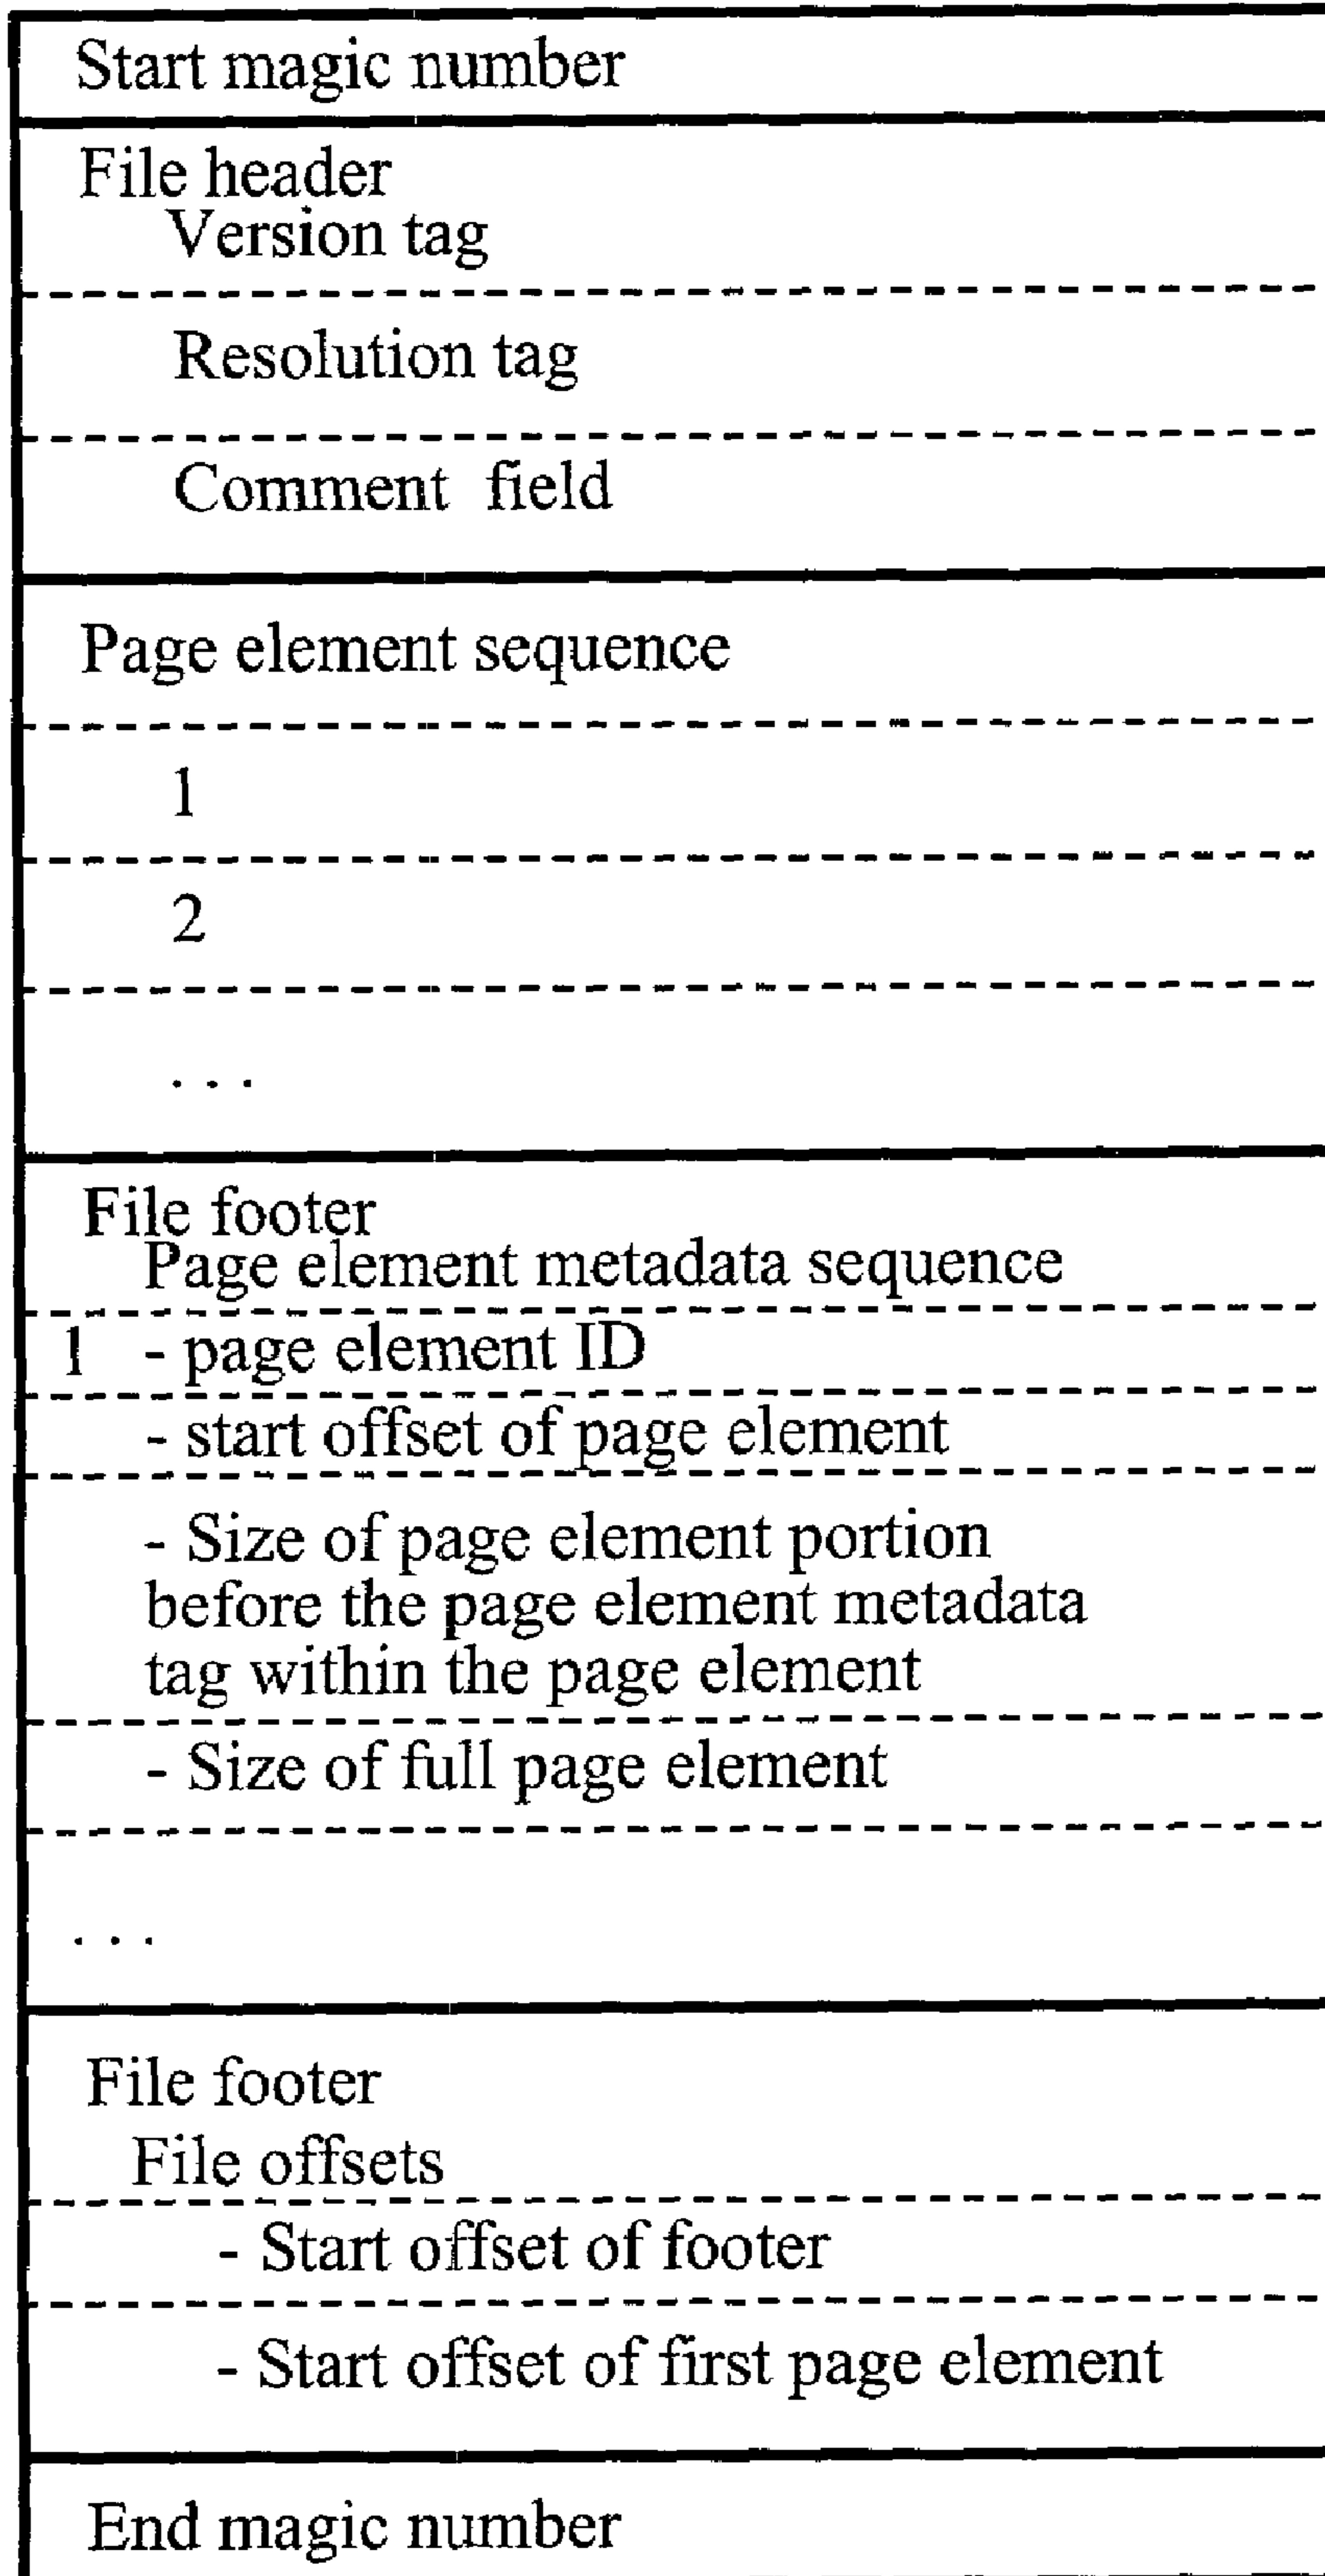 Start magic number
File header
Version tag
Resolution tag
Comment field
Page element sequence
1
2
. . .
File footer
Page element metadata sequence
1 - page element ID
- start offset of page element
- Size of page element portion
before the page element metadata
tag within the page element
- Size of full page element
. . .
File footer
File offsets
- Start offset of footer
- Start offset of first page element
End magic number